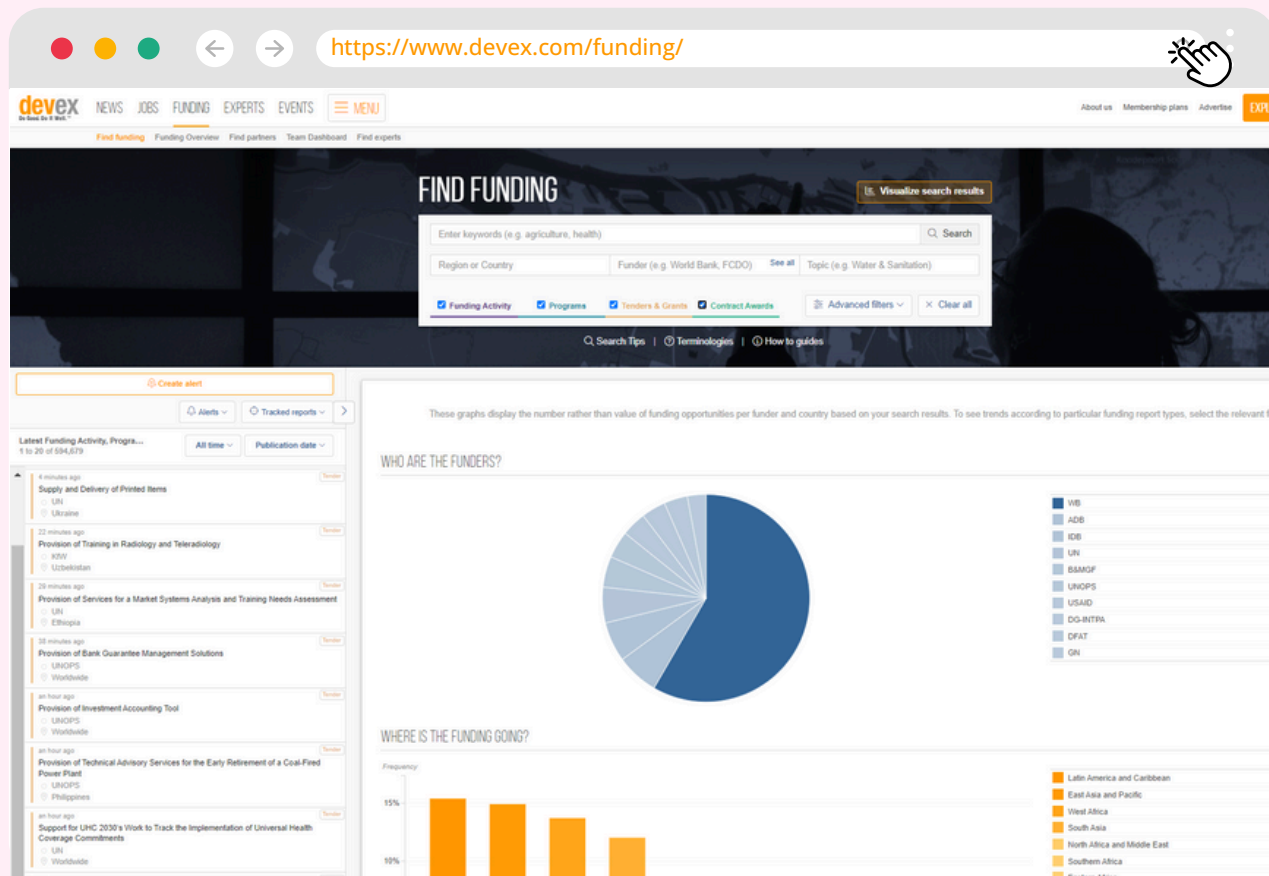 https://www.devex.com/funding/
devex
Do Good. Do It Well.™
NEWS JOBS FUNDING EXPERTS EVENTS MENU
About us Membership plans Advertise
Find funding Funding Overview Find partners Team Dashboard Find experts
FIND FUNDING
Visualize search results
Enter keywords (e.g. agriculture, health)
Search
Region or Country
Funder (e.g. World Bank, FCDO)
See all
Topic (e.g. Water & Sanitation)
Funding Activity
Programs
Tenders & Grants
Contract Awards
Advanced filters
Clear all
Search Tips | Terminologies | How to guides
Create alert
Alerts
Tracked reports
Latest Funding Activity, Progra...
1 to 20 of 594,679
All time
Publication date
4 minutes ago
Tender
Supply and Delivery of Printed Items
UN
Ukraine
22 minutes ago
Tender
Provision of Training in Radiology and Teleradiology
KfW
Uzbekistan
29 minutes ago
Tender
Provision of Services for a Market Systems Analysis and Training Needs Assessment
UN
Ethiopia
38 minutes ago
Tender
Provision of Bank Guarantee Management Solutions
UNOPS
Worldwide
an hour ago
Tender
Provision of Investment Accounting Tool
UNOPS
Worldwide
an hour ago
Tender
Provision of Technical Advisory Services for the Early Retirement of a Coal-Fired
Power Plant
UNOPS
Philippines
an hour ago
Tender
Support for UHC 2030's Work to Track the Implementation of Universal Health
Coverage Commitments
UN
Worldwide
These graphs display the number rather than value of funding opportunities per funder and country based on your search results. To see trends according to particular funding report types, select the relevant
WHO ARE THE FUNDERS?
WB
ADB
IDB
UN
B&MGF
UNOPS
USAID
DG-INTPA
DFAT
GN
WHERE IS THE FUNDING GOING?
Frequency
15%
10%
Latin America and Caribbean
East Asia and Pacific
West Africa
South Asia
North Africa and Middle East
Southern Africa